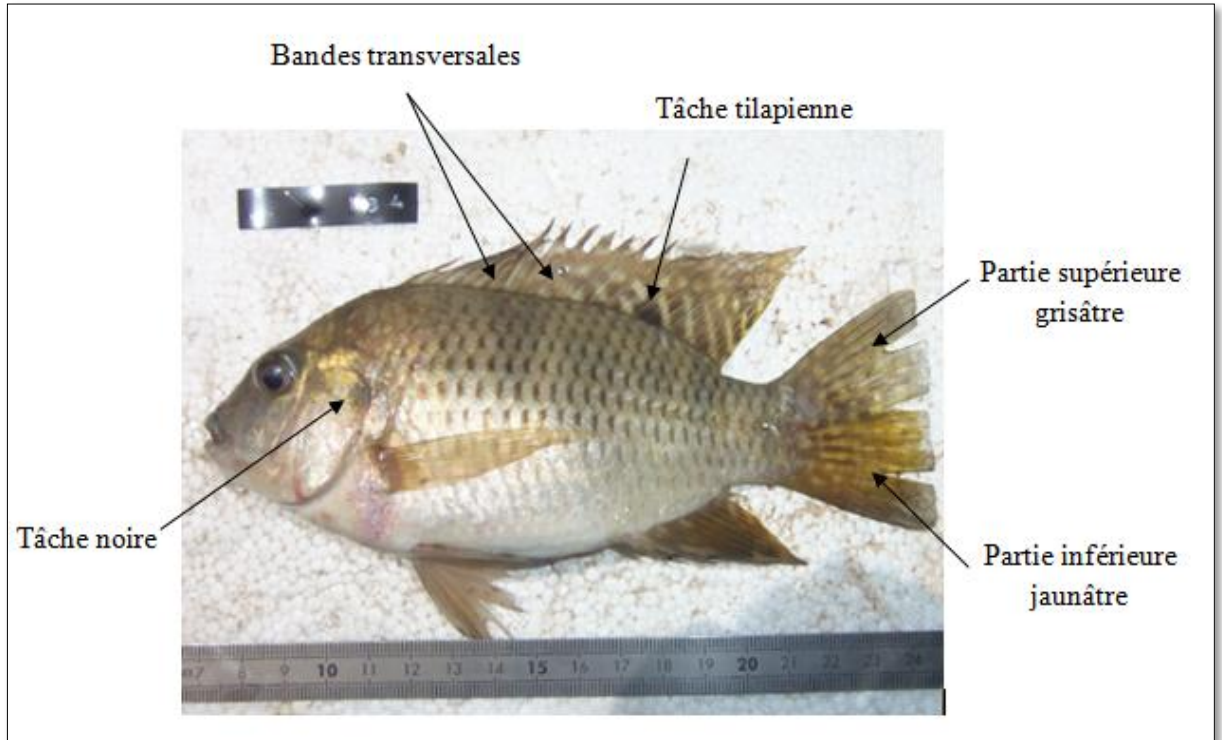 Bandes transversales
Tâche tilapienne
Partie supérieure
grisâtre
Tâche noire
Partie inférieure
jaunâtre
7 8 9 10 11 12 13 14 15 16 17 18 19 20 21 22 23 24